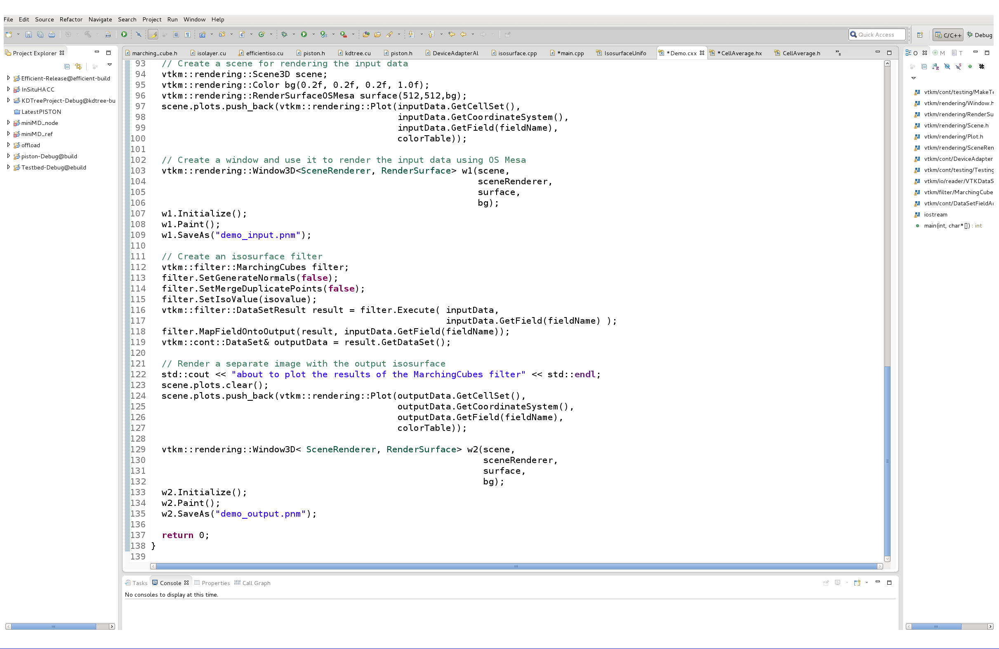 File Edit Source Refactor Navigate Search Project Run Window Help
Quick Access C/C++ Debug
Project Explorer
Efficient-Release@efficient-build
InSituHACC
KDTreeProject-Debug@kdtree-bu
LatestPISTON
miniMD_node
miniMD_ref
offload
piston-Debug@build
Testbed-Debug@ebuild
marching_cube.h isolayer.cu efficientiso.cu piston.h kdtree.cu piston.h DeviceAdapterAl isosurface.cpp *main.cpp IsosurfaceUnifo *Demo.cxx *CellAverage.hx CellAverage.h »8
93 // Create a scene for rendering the input data
94 vtkm::rendering::Scene3D scene;
95 vtkm::rendering::Color bg(0.2f, 0.2f, 0.2f, 1.0f);
96 vtkm::rendering::RenderSurfaceOSMesa surface(512,512,bg);
97 scene.plots.push_back(vtkm::rendering::Plot(inputData.GetCellSet(),
98 inputData.GetCoordinateSystem(),
99 inputData.GetField(fieldName),
100 colorTable));
101
102 // Create a window and use it to render the input data using OS Mesa
103 vtkm::rendering::Window3D<SceneRenderer, RenderSurface> w1(scene,
104 sceneRenderer,
105 surface,
106 bg);
107 w1.Initialize();
108 w1.Paint();
109 w1.SaveAs("demo_input.pnm");
110
111 // Create an isosurface filter
112 vtkm::filter::MarchingCubes filter;
113 filter.SetGenerateNormals(false);
114 filter.SetMergeDuplicatePoints(false);
115 filter.SetIsoValue(isovalue);
116 vtkm::filter::DataSetResult result = filter.Execute( inputData,
117 inputData.GetField(fieldName) );
118 filter.MapFieldOntoOutput(result, inputData.GetField(fieldName));
119 vtkm::cont::DataSet& outputData = result.GetDataSet();
120
121 // Render a separate image with the output isosurface
122 std::cout << "about to plot the results of the MarchingCubes filter" << std::endl;
123 scene.plots.clear();
124 scene.plots.push_back(vtkm::rendering::Plot(outputData.GetCellSet(),
125 outputData.GetCoordinateSystem(),
126 outputData.GetField(fieldName),
127 colorTable));
128
129 vtkm::rendering::Window3D< SceneRenderer, RenderSurface> w2(scene,
130 sceneRenderer,
131 surface,
132 bg);
133 w2.Initialize();
134 w2.Paint();
135 w2.SaveAs("demo_output.pnm");
136
137 return 0;
138 }
139
Tasks Console Properties Call Graph
No consoles to display at this time.
O M T
vtkm/cont/testing/MakeTe
vtkm/rendering/Window.h
vtkm/rendering/RenderSu
vtkm/rendering/Scene.h
vtkm/rendering/Plot.h
vtkm/rendering/SceneRen
vtkm/cont/DeviceAdapter
vtkm/cont/testing/Testing
vtkm/io/reader/VTKDataS
vtkm/filter/MarchingCube
vtkm/cont/DataSetFieldAd
iostream
main(int, char*[]) : int